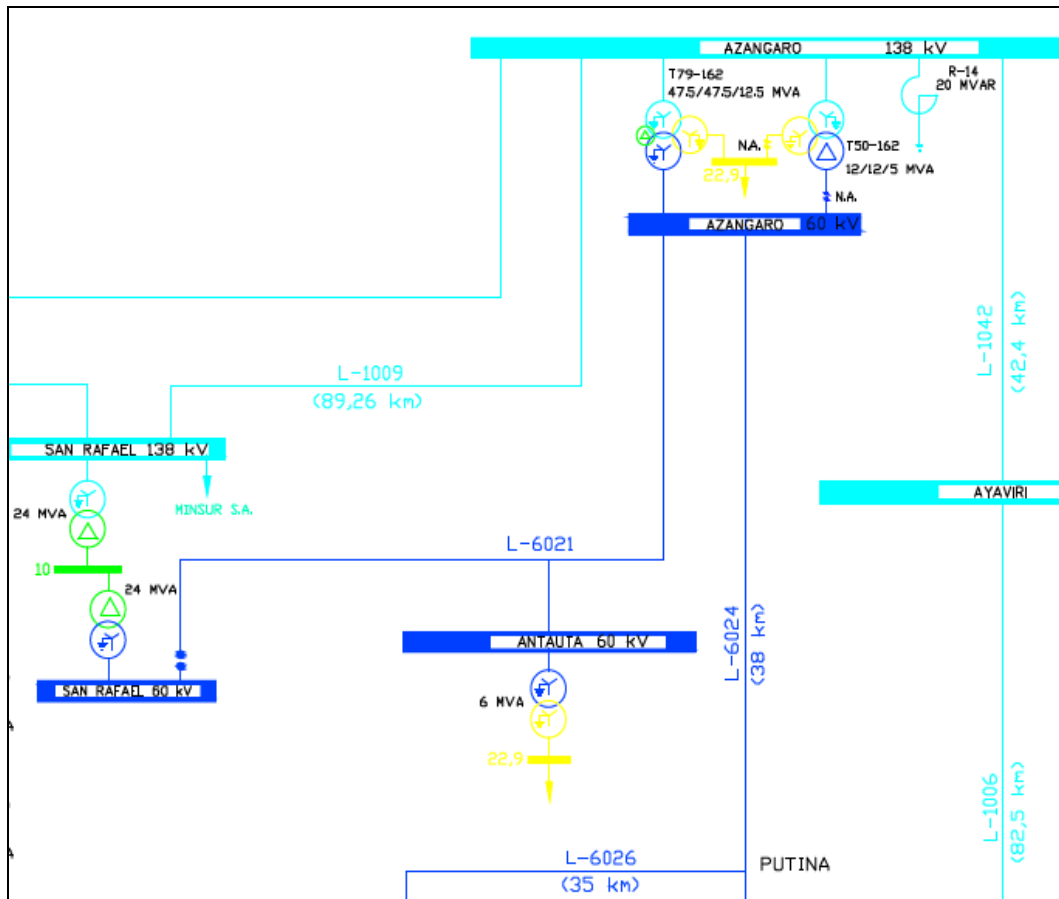 AZANGARO 138 kV
T79-162
47.5/47.5/12.5 MVA
R-14
20 MVAR
N.A.
T50-162
12/12/5 MVA
22,9
N.A.
AZANGARO 60 kV
L-1042
(42,4 km)
L-1009
(89,26 km)
SAN RAFAEL 138 kV
MINSUR S.A.
24 MVA
AYAVIRI
L-6021
10
24 MVA
L-6024
(38 km)
ANTAUTA 60 kV
SAN RAFAEL 60 kV
6 MVA
22,9
L-1006
(82,5 km)
L-6026
(35 km)
PUTINA